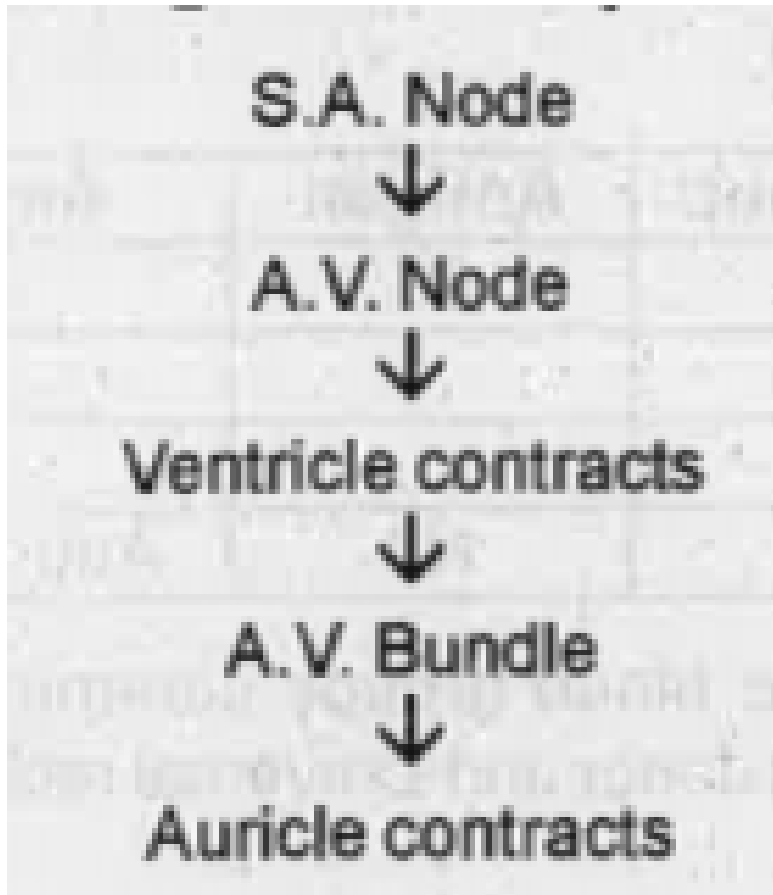 S.A. Node
↓
A.V. Node
↓
Ventricle contracts
↓
A.V. Bundle
↓
Auricle contracts